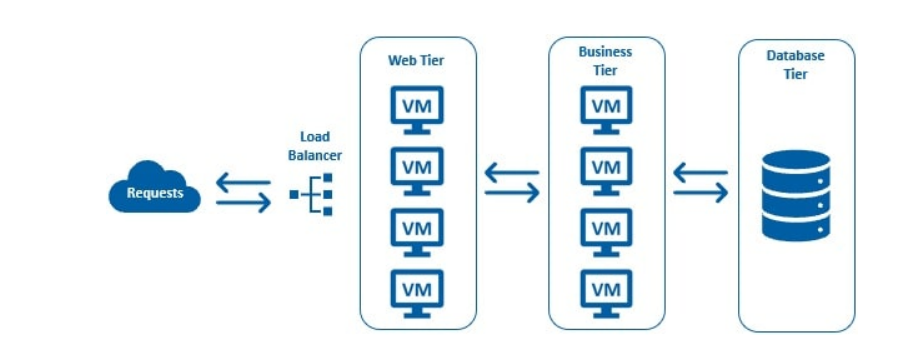 Requests
Load
Balancer
Web Tier
VM
VM
VM
VM
Business
Tier
VM
VM
VM
VM
Database
Tier